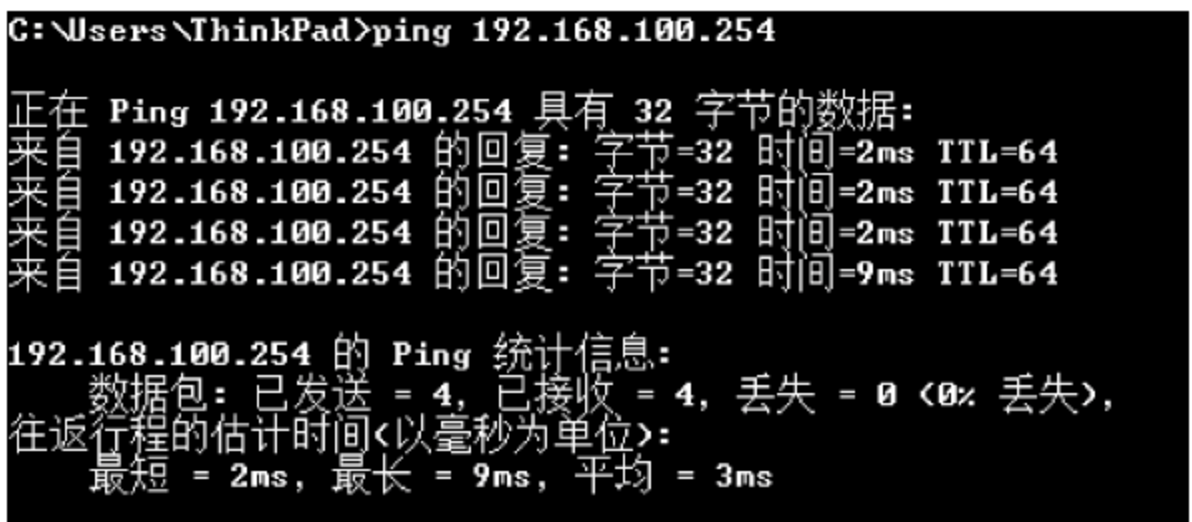 C:\Users\ThinkPad>ping 192.168.100.254
正在 Ping 192.168.100.254 具有 32 字节的数据:
来自 192.168.100.254 的回复: 字节=32 时间=2ms TTL=64
来自 192.168.100.254 的回复: 字节=32 时间=2ms TTL=64
来自 192.168.100.254 的回复: 字节=32 时间=2ms TTL=64
来自 192.168.100.254 的回复: 字节=32 时间=9ms TTL=64
192.168.100.254 的 Ping 统计信息:
数据包: 已发送 = 4, 已接收 = 4, 丢失 = 0 (0% 丢失),
往返行程的估计时间(以毫秒为单位):
最短 = 2ms, 最长 = 9ms, 平均 = 3ms